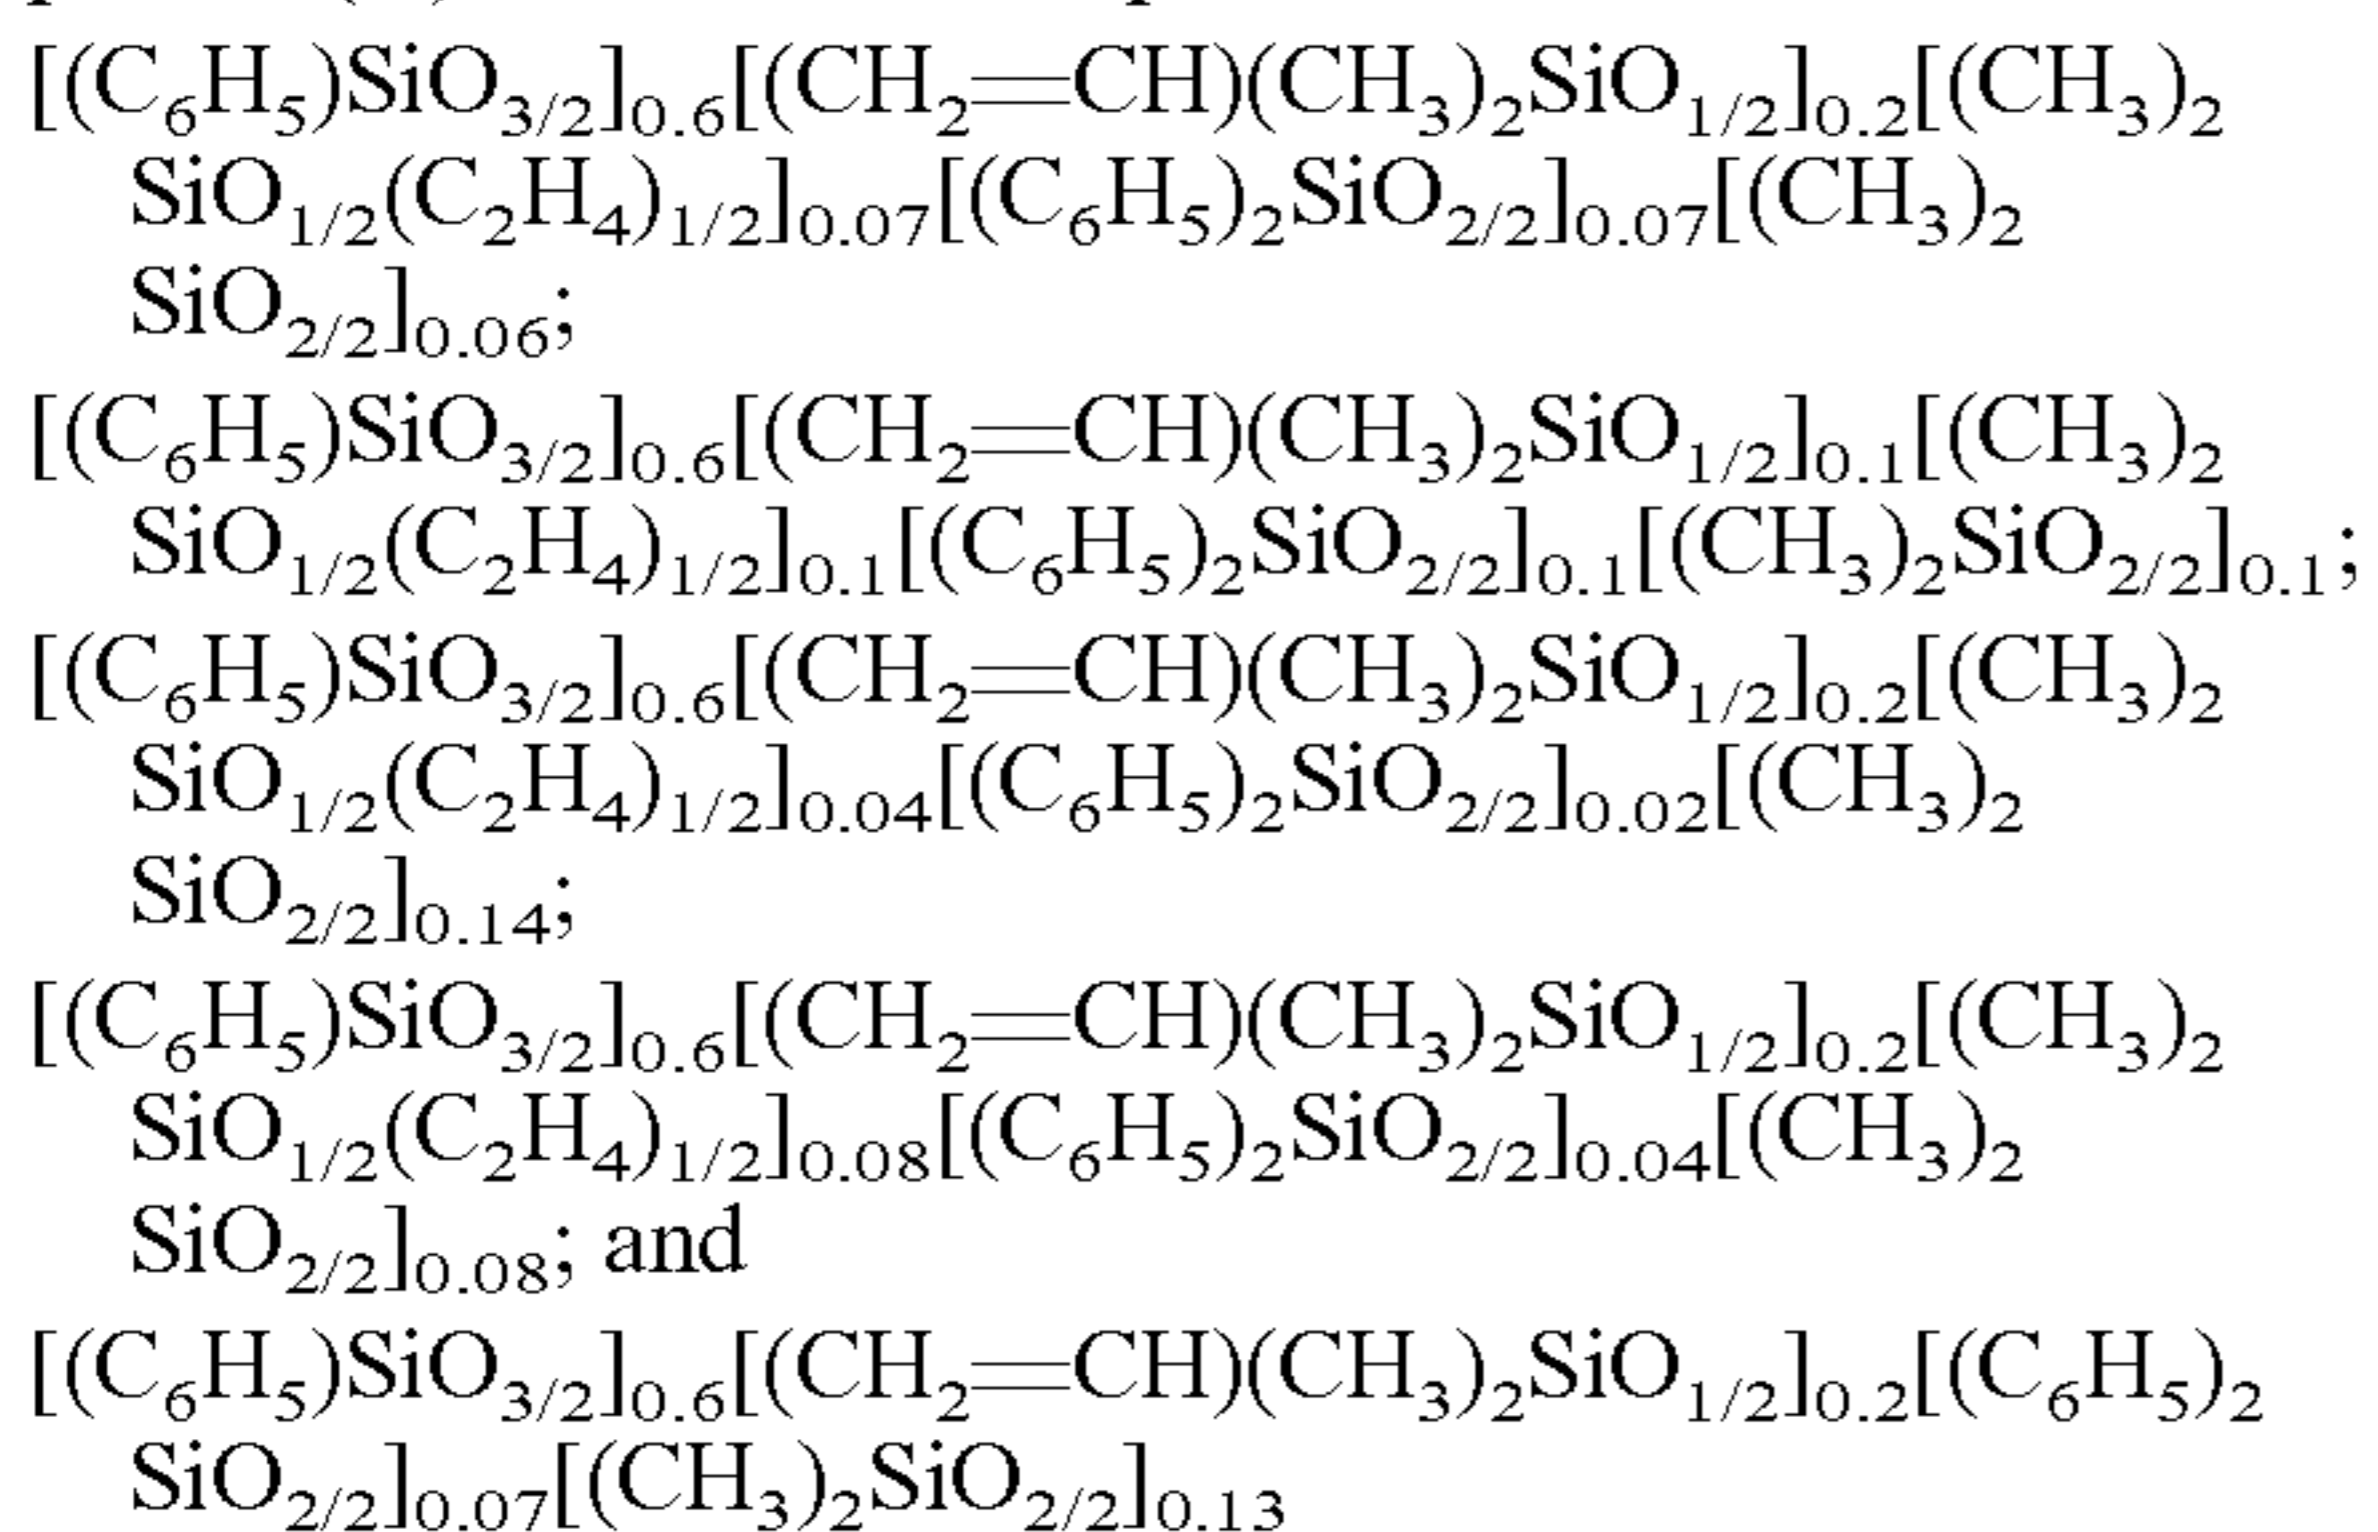 [(C₆H₅)SiO₃/₂]₀.₆[(CH₂═CH)(CH₃)₂SiO₁/₂]₀.₂[(CH₃)₂
SiO₁/₂(C₂H₄)₁/₂]₀.₀₇[(C₆H₅)₂SiO₂/₂]₀.₀₇[(CH₃)₂
SiO₂/₂]₀.₀₆;
[(C₆H₅)SiO₃/₂]₀.₆[(CH₂═CH)(CH₃)₂SiO₁/₂]₀.₁[(CH₃)₂
SiO₁/₂(C₂H₄)₁/₂]₀.₁[(C₆H₅)₂SiO₂/₂]₀.₁[(CH₃)₂SiO₂/₂]₀.₁;
[(C₆H₅)SiO₃/₂]₀.₆[(CH₂═CH)(CH₃)₂SiO₁/₂]₀.₂[(CH₃)₂
SiO₁/₂(C₂H₄)₁/₂]₀.₀₄[(C₆H₅)₂SiO₂/₂]₀.₀₂[(CH₃)₂
SiO₂/₂]₀.₁₄;
[(C₆H₅)SiO₃/₂]₀.₆[(CH₂═CH)(CH₃)₂SiO₁/₂]₀.₂[(CH₃)₂
SiO₁/₂(C₂H₄)₁/₂]₀.₀₈[(C₆H₅)₂SiO₂/₂]₀.₀₄[(CH₃)₂
SiO₂/₂]₀.₀₈; and
[(C₆H₅)SiO₃/₂]₀.₆[(CH₂═CH)(CH₃)₂SiO₁/₂]₀.₂[(C₆H₅)₂
SiO₂/₂]₀.₀₇[(CH₃)₂SiO₂/₂]₀.₁₃